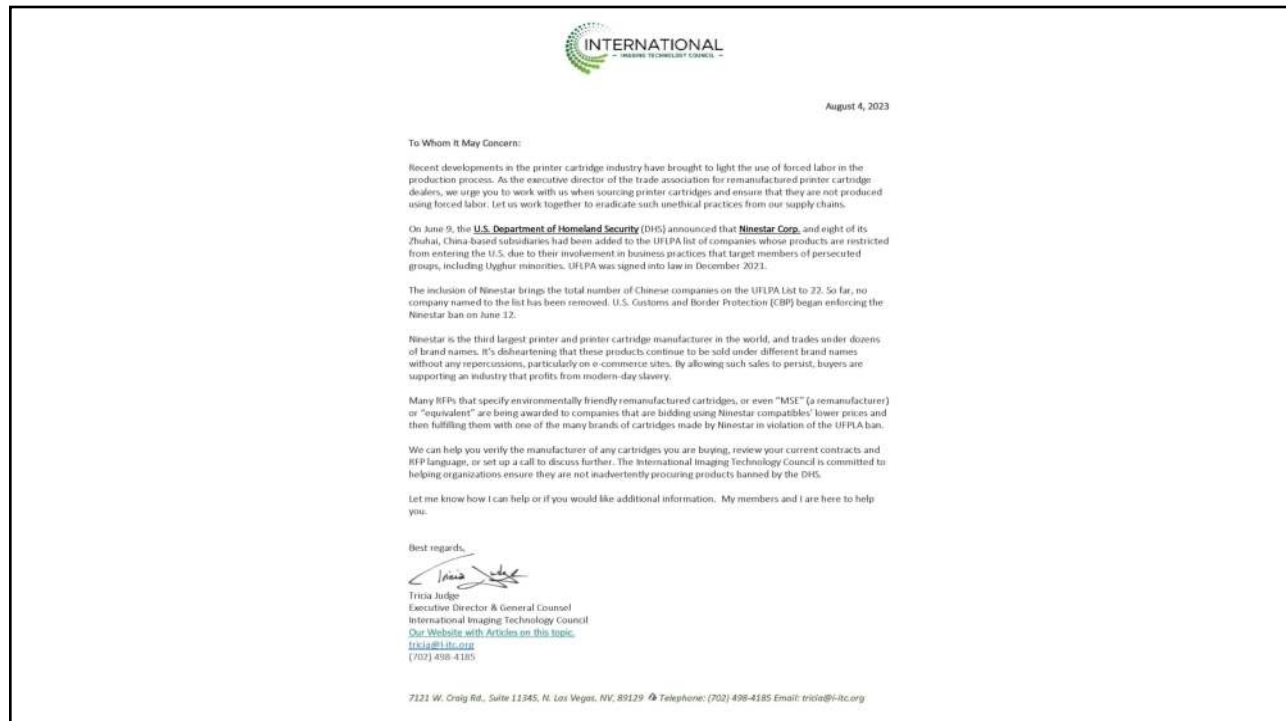 INTERNATIONAL
IMAGING TECHNOLOGY COUNCIL
August 4, 2023
To Whom It May Concern:
Recent developments in the printer cartridge industry have brought to light the use of forced labor in the
production process. As the executive director of the trade association for remanufactured printer cartridge
dealers, we urge you to work with us when sourcing printer cartridges and ensure that they are not produced
using forced labor. Let us work together to eradicate such unethical practices from our supply chains.
On June 9, the U.S. Department of Homeland Security (DHS) announced that Ninestar Corp. and eight of its
Zhuhai, China-based subsidiaries had been added to the UFLPA list of companies whose products are restricted
from entering the U.S. due to their involvement in business practices that target members of persecuted
groups, including Uyghur minorities. UFLPA was signed into law in December 2021.
The inclusion of Ninestar brings the total number of Chinese companies on the UFLPA List to 22. So far, no
company named to the list has been removed. U.S. Customs and Border Protection (CBP) began enforcing the
Ninestar ban on June 12.
Ninestar is the third largest printer and printer cartridge manufacturer in the world, and trades under dozens
of brand names. It's disheartening that these products continue to be sold under different brand names
without any repercussions, particularly on e-commerce sites. By allowing such sales to persist, buyers are
supporting an industry that profits from modern-day slavery.
Many RFPs that specify environmentally friendly remanufactured cartridges, or even "MSE" (a remanufacturer)
or "equivalent" are being awarded to companies that are bidding using Ninestar compatibles' lower prices and
then fulfilling them with one of the many brands of cartridges made by Ninestar in violation of the UFPLA ban.
We can help you verify the manufacturer of any cartridges you are buying, review your current contracts and
RFP language, or set up a call to discuss further. The International Imaging Technology Council is committed to
helping organizations ensure they are not inadvertently procuring products banned by the DHS.
Let me know how I can help or if you would like additional information. My members and I are here to help
you.
Best regards,
Tricia Judge
Tricia Judge
Executive Director & General Counsel
International Imaging Technology Council
Our Website with Articles on this topic.
tricia@i-itc.org
(702) 498-4185
7121 W. Craig Rd., Suite 11345, N. Las Vegas, NV, 89129 Telephone: (702) 498-4185 Email: tricia@i-itc.org